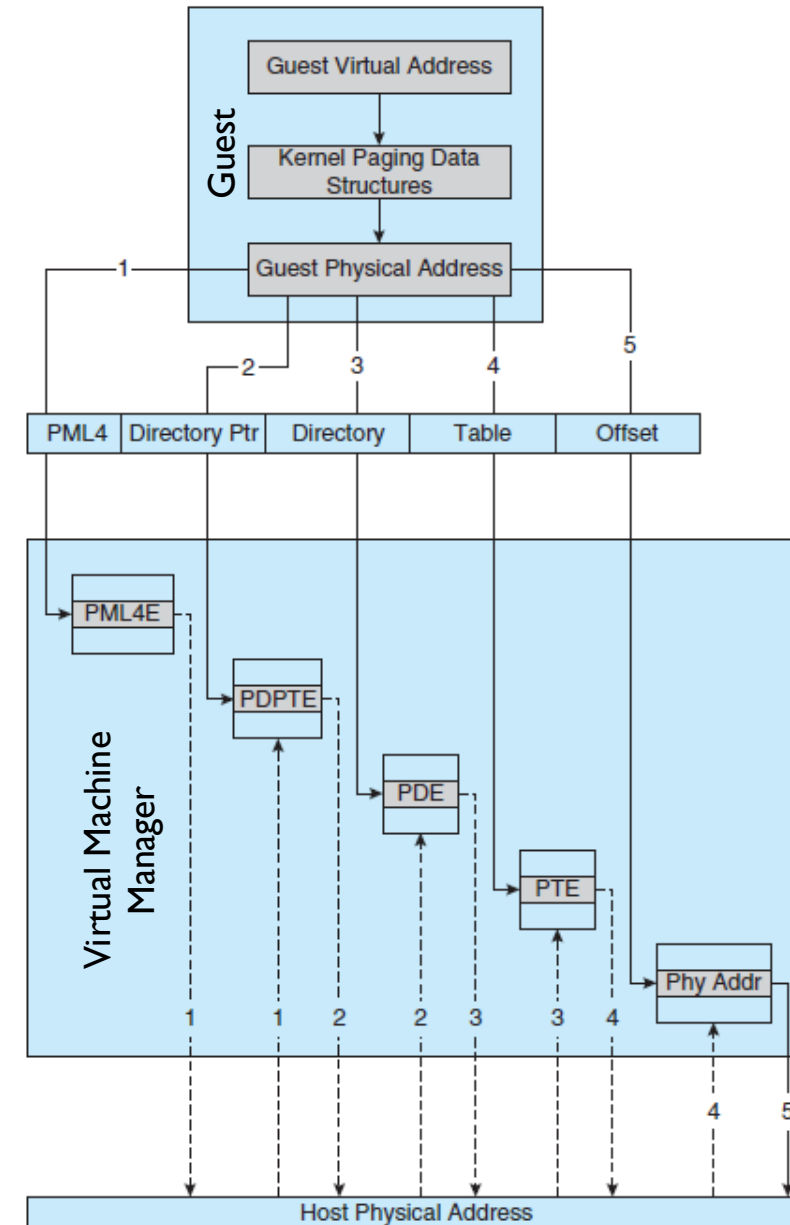 Guest
Guest Virtual Address
Kernel Paging Data
Structures
Guest Physical Address
1
2
3
4
5
PML4
Directory Ptr
Directory
Table
Offset
Virtual Machine
Manager
PML4E
PDPTE
PDE
PTE
Phy Addr
1
1
2
2
3
3
4
4
5
Host Physical Address